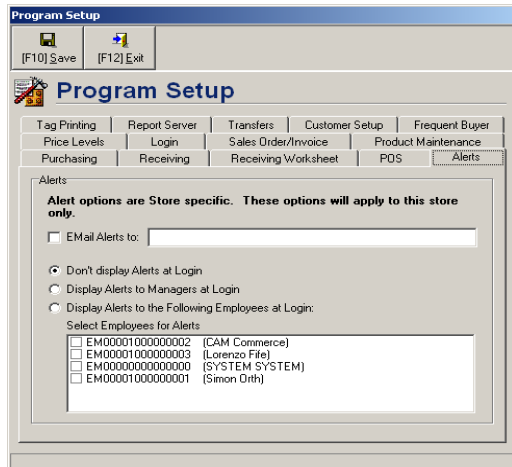 Program Setup
[F10] Save [F12] Exit
Program Setup
Tag Printing Report Server Transfers Customer Setup Frequent Buyer
Price Levels Login Sales Order/Invoice Product Maintenance
Purchasing Receiving Receiving Worksheet POS Alerts
Alerts
Alert options are Store specific. These options will apply to this store
only.
EMail Alerts to:
Don't display Alerts at Login
Display Alerts to Managers at Login
Display Alerts to the Following Employees at Login:
Select Employees for Alerts
EM00001000000002 (CAM Commerce)
EM00001000000003 (Lorenzo Fife)
EM00000000000000 (SYSTEM SYSTEM)
EM00001000000001 (Simon Orth)